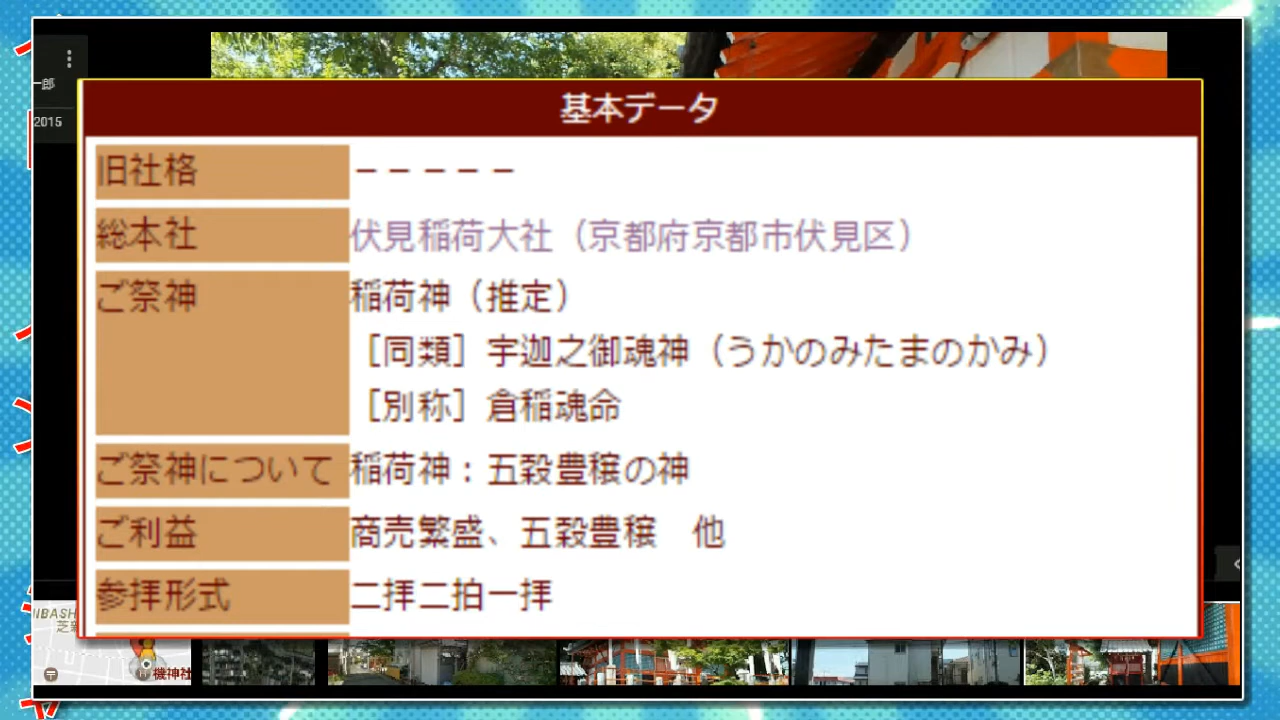 基本データ
旧社格 －－－－－
総本社 伏見稲荷大社（京都府京都市伏見区）
ご祭神 稲荷神（推定）
［同類］宇迦之御魂神（うかのみたまのかみ）
［別称］倉稲魂命
ご祭神について 稲荷神：五穀豊穣の神
ご利益 商売繁盛、五穀豊穣　他
参拝形式 二拝二拍一拝
郎
2015
機神社